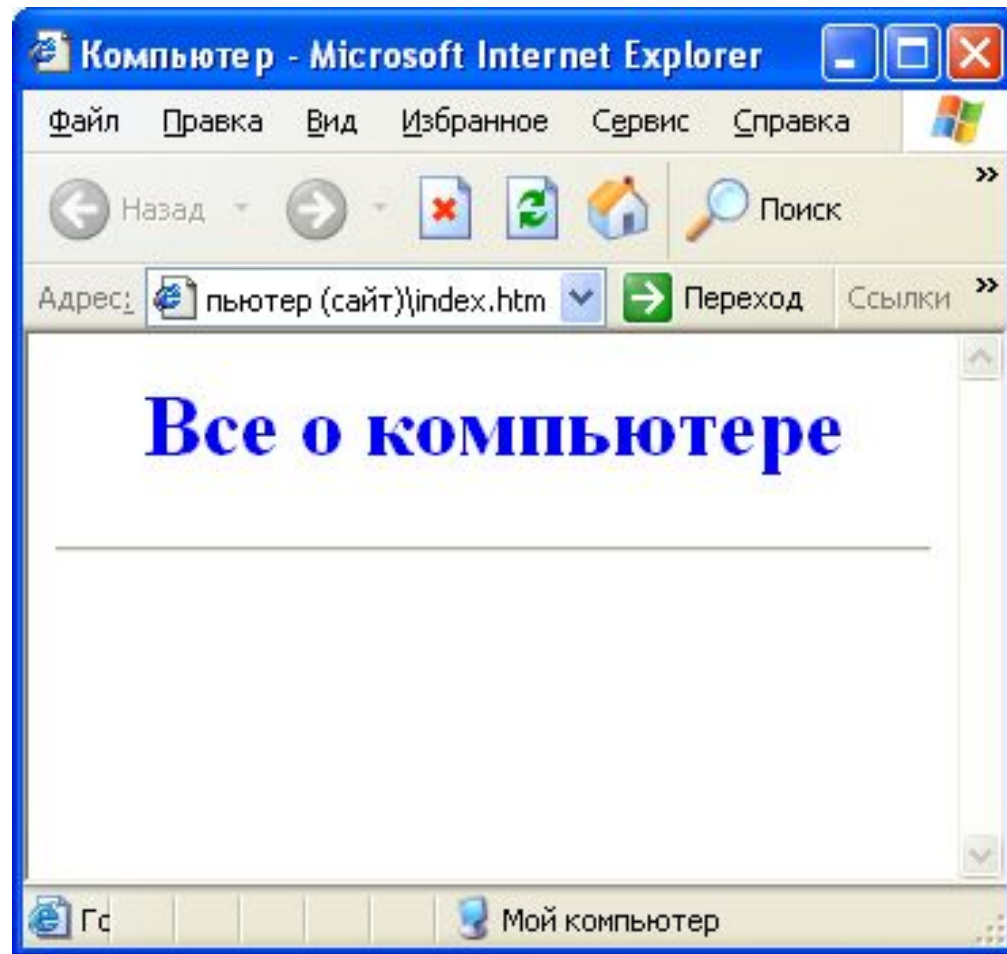 Компьютер - Microsoft Internet Explorer
Файл Правка Вид Избранное Сервис Справка
Назад Поиск »
Адрес: пьютер (сайт)\index.htm Переход Ссылки »
Все о компьютере
Гс Мой компьютер